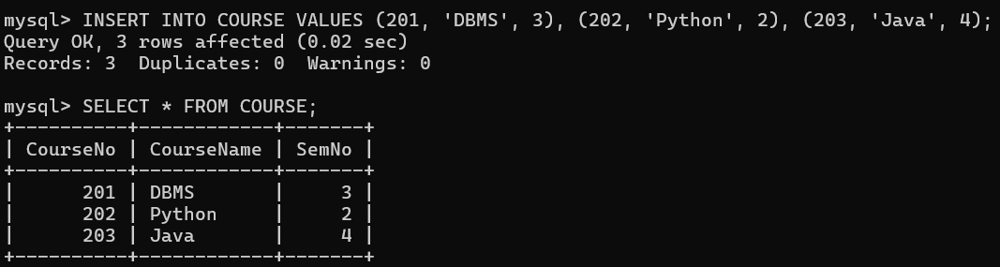 mysql> INSERT INTO COURSE VALUES (201, 'DBMS', 3), (202, 'Python', 2), (203, 'Java', 4);
Query OK, 3 rows affected (0.02 sec)
Records: 3  Duplicates: 0  Warnings: 0

mysql> SELECT * FROM COURSE;
+----------+------------+-------+
| CourseNo | CourseName | SemNo |
+----------+------------+-------+
|      201 | DBMS       |     3 |
|      202 | Python     |     2 |
|      203 | Java       |     4 |
+----------+------------+-------+